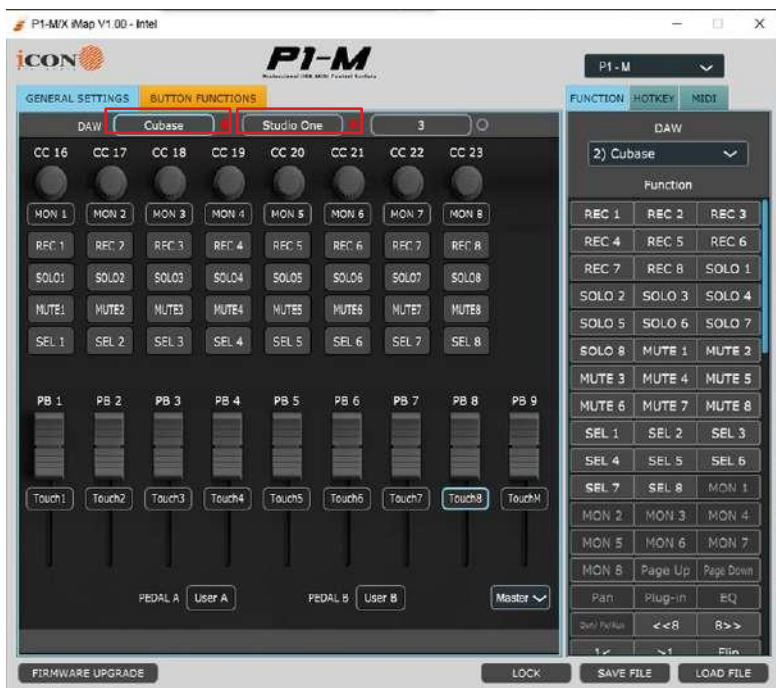 P1-M/X iMap V1.00 - Intel
iCON
P1-M
Professional USB MIDI Control Surface
P1 - M
GENERAL SETTINGS BUTTON FUNCTIONS
FUNCTION HOTKEY MIDI
DAW Cubase Studio One 3
DAW
2) Cubase
Function
CC 16 CC 17 CC 18 CC 19 CC 20 CC 21 CC 22 CC 23
MON 1 MON 2 MON 3 MON 4 MON 5 MON 6 MON 7 MON 8
REC 1 REC 2 REC 3 REC 4 REC 5 REC 6 REC 7 REC 8
SOLO1 SOLO2 SOLO3 SOLO4 SOLO5 SOLO6 SOLO7 SOLO8
MUTE1 MUTE2 MUTE3 MUTE4 MUTE5 MUTE6 MUTE7 MUTE8
SEL 1 SEL 2 SEL 3 SEL 4 SEL 5 SEL 6 SEL 7 SEL 8
PB 1 PB 2 PB 3 PB 4 PB 5 PB 6 PB 7 PB 8 PB 9
Touch1 Touch2 Touch3 Touch4 Touch5 Touch6 Touch7 Touch8 TouchM
PEDAL A User A PEDAL B User B Master
REC 1 REC 2 REC 3
REC 4 REC 5 REC 6
REC 7 REC 8 SOLO 1
SOLO 2 SOLO 3 SOLO 4
SOLO 5 SOLO 6 SOLO 7
SOLO 8 MUTE 1 MUTE 2
MUTE 3 MUTE 4 MUTE 5
MUTE 6 MUTE 7 MUTE 8
SEL 1 SEL 2 SEL 3
SEL 4 SEL 5 SEL 6
SEL 7 SEL 8 MON 1
MON 2 MON 3 MON 4
MON 5 MON 6 MON 7
MON 8 Page Up Page Down
Pan Plug-in EQ
<<8 8>>
1< >1 Flip
FIRMWARE UPGRADE LOCK SAVE FILE LOAD FILE